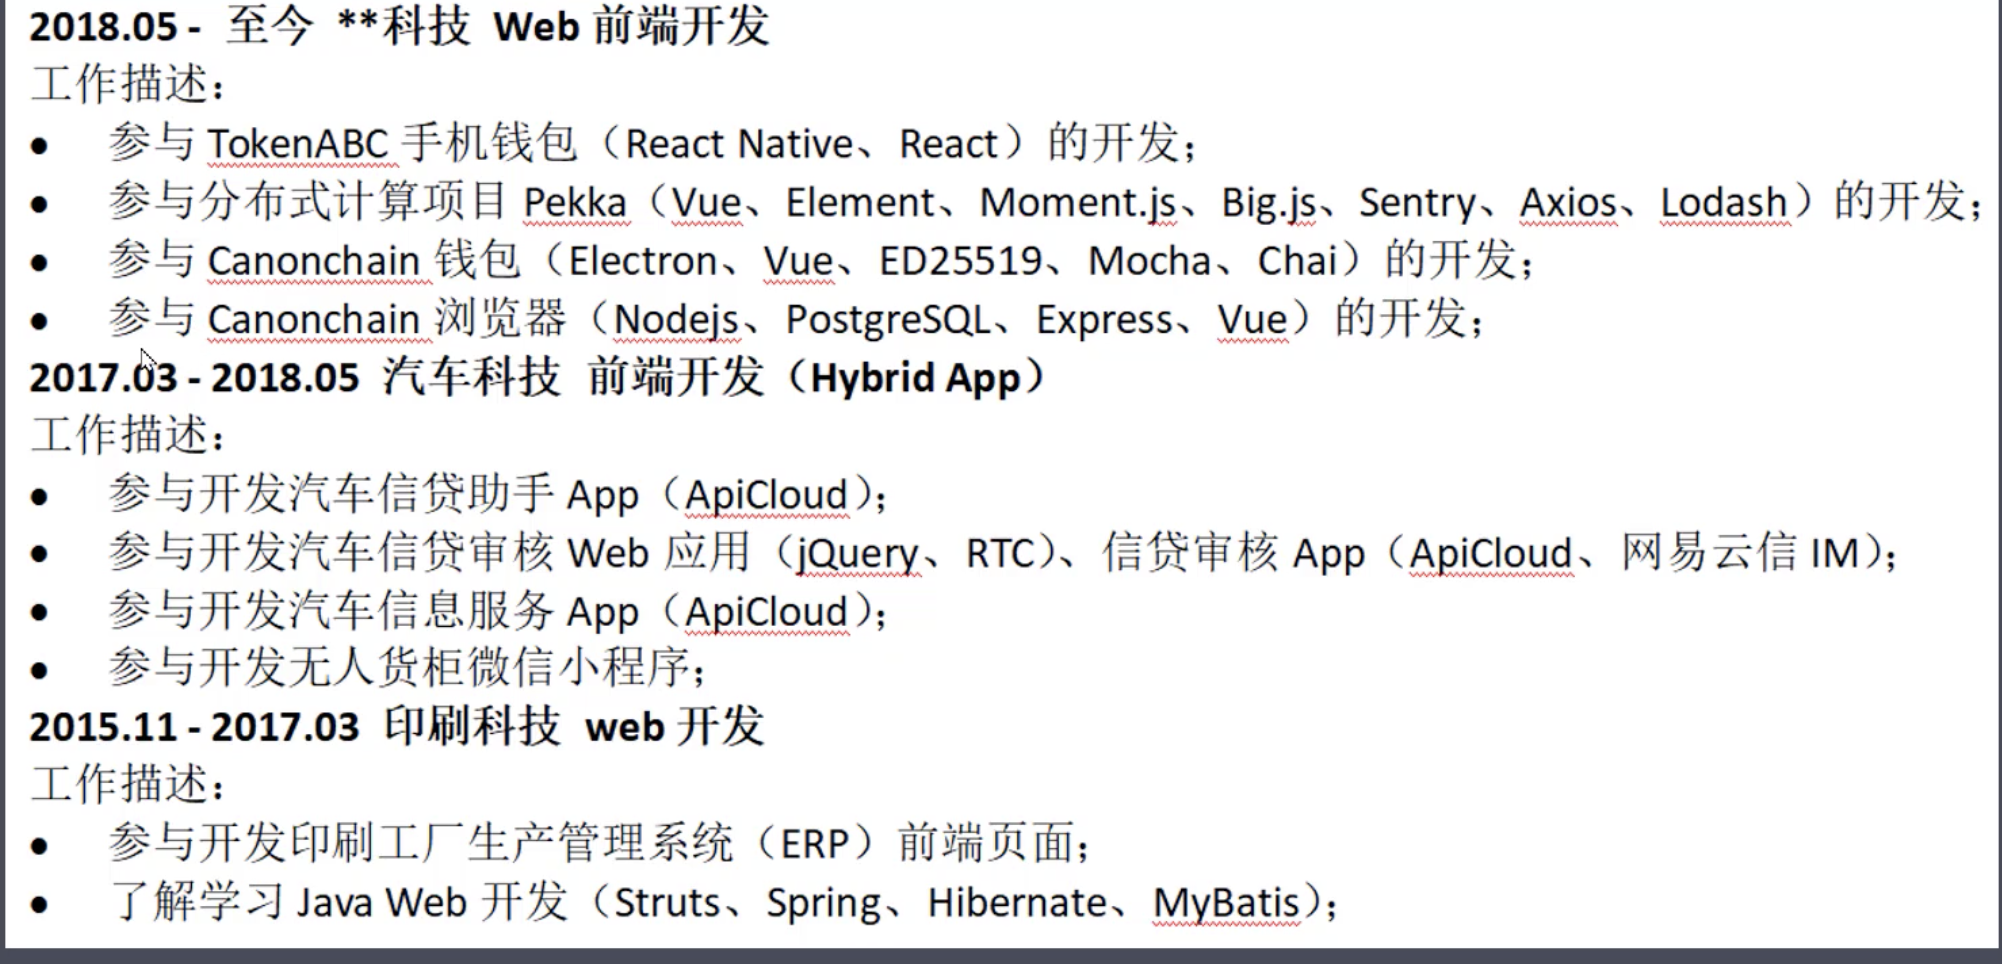 2018.05 - 至今 **科技 Web 前端开发
工作描述：
● 参与 TokenABC 手机钱包（React Native、React）的开发；
● 参与分布式计算项目 Pekka（Vue、Element、Moment.js、Big.js、Sentry、Axios、Lodash）的开发；
● 参与 Canonchain 钱包（Electron、Vue、ED25519、Mocha、Chai）的开发；
● 参与 Canonchain 浏览器（Nodejs、PostgreSQL、Express、Vue）的开发；
2017.03 - 2018.05 汽车科技 前端开发（Hybrid App）
工作描述：
● 参与开发汽车信贷助手 App（ApiCloud）；
● 参与开发汽车信贷审核 Web 应用（jQuery、RTC）、信贷审核 App（ApiCloud、网易云信 IM）；
● 参与开发汽车信息服务 App（ApiCloud）；
● 参与开发无人货柜微信小程序；
2015.11 - 2017.03 印刷科技 web 开发
工作描述：
● 参与开发印刷工厂生产管理系统（ERP）前端页面；
● 了解学习 Java Web 开发（Struts、Spring、Hibernate、MyBatis）；